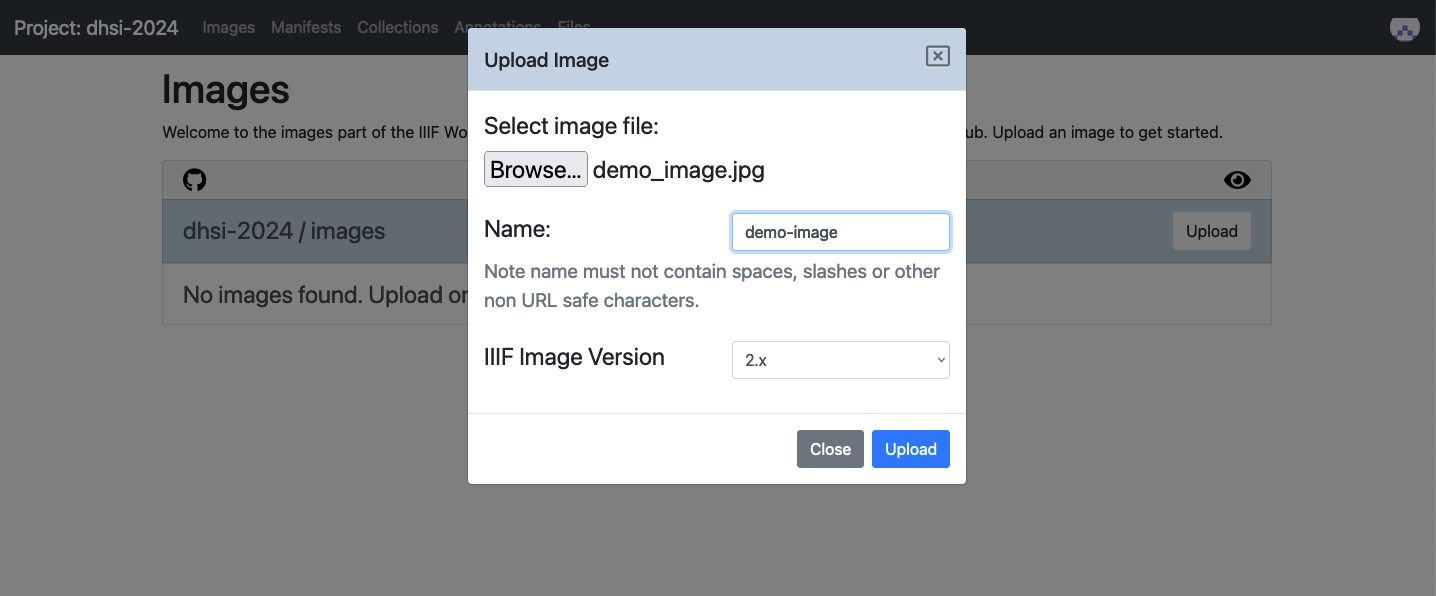 Project: dhsi-2024 Images Manifests Collections Annotations Files
Upload Image
Images
Select image file:
Welcome to the images part of the IIIF Wo
ub. Upload an image to get started.
Browse... demo_image.jpg
dhsi-2024 / images
Name: demo-image
Upload
Note name must not contain spaces, slashes or other
non URL safe characters.
No images found. Upload or
IIIF Image Version 2.x
Close Upload